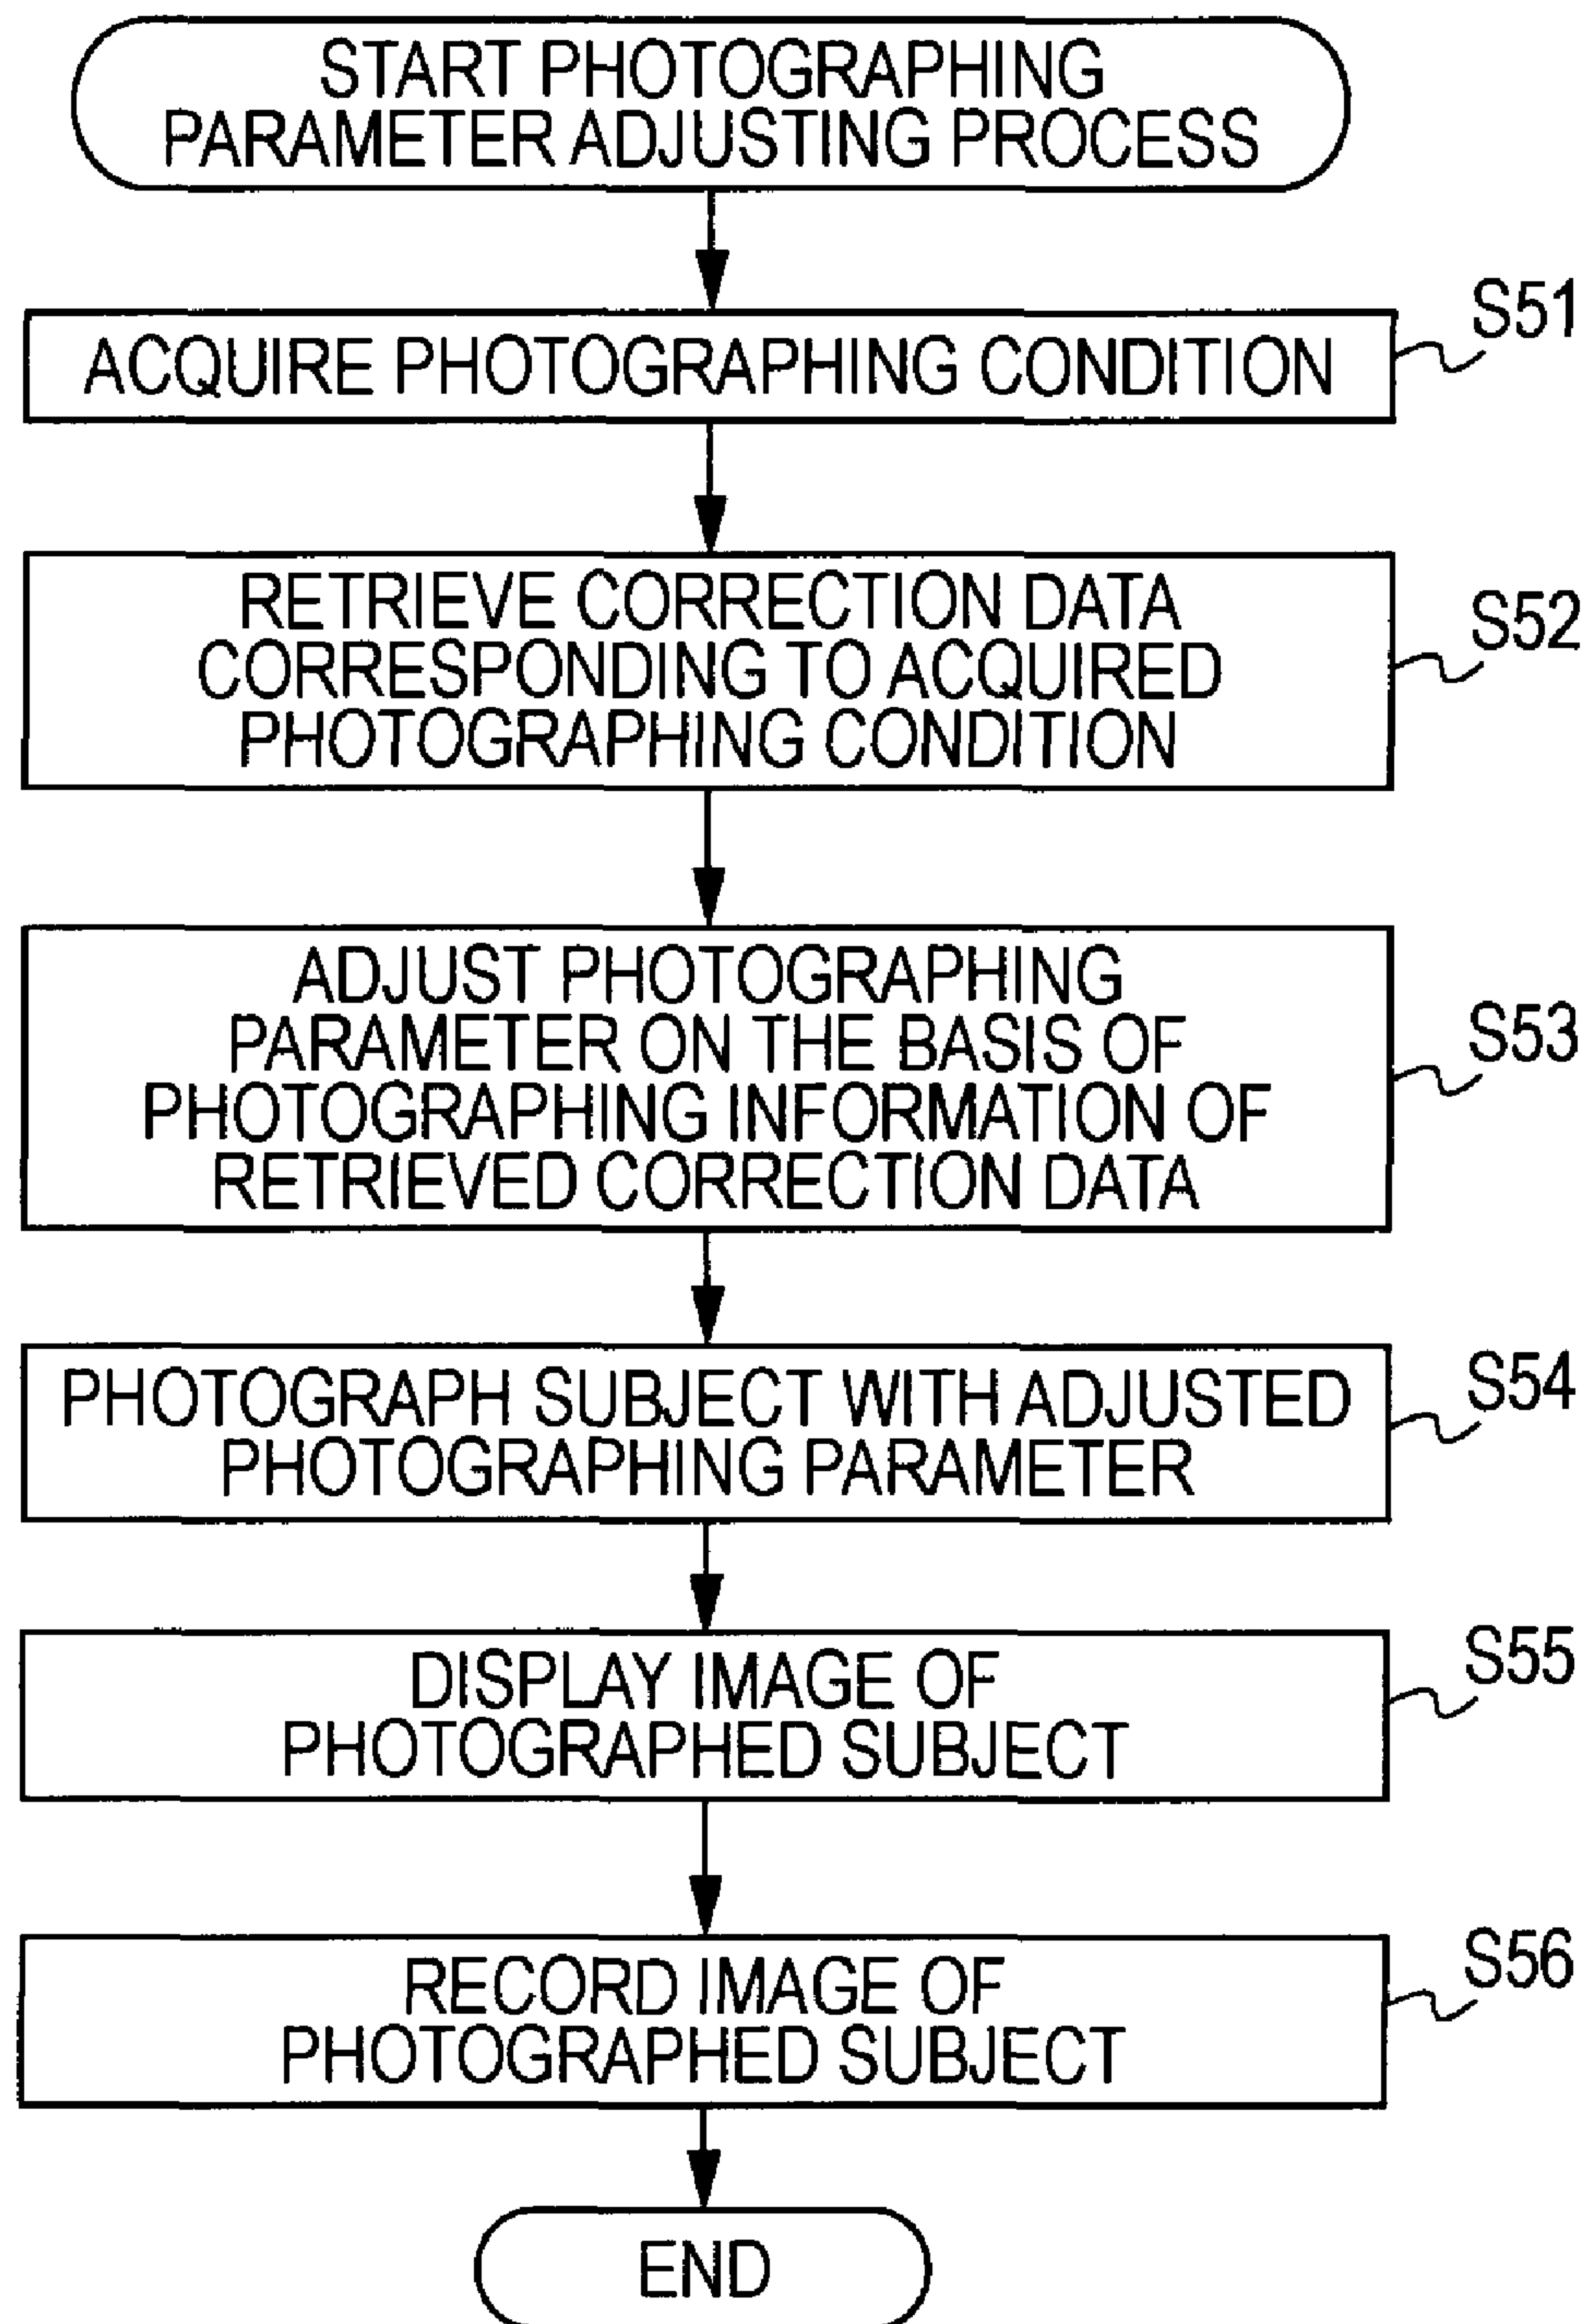 START PHOTOGRAPHING
PARAMETER ADJUSTING PROCESS
ACQUIRE PHOTOGRAPHING CONDITION
S51
RETRIEVE CORRECTION DATA
CORRESPONDING TO ACQUIRED
PHOTOGRAPHING CONDITION
S52
ADJUST PHOTOGRAPHING
PARAMETER ON THE BASIS OF
PHOTOGRAPHING INFORMATION OF
RETRIEVED CORRECTION DATA
S53
PHOTOGRAPH SUBJECT WITH ADJUSTED
PHOTOGRAPHING PARAMETER
S54
DISPLAY IMAGE OF
PHOTOGRAPHED SUBJECT
S55
RECORD IMAGE OF
PHOTOGRAPHED SUBJECT
S56
END